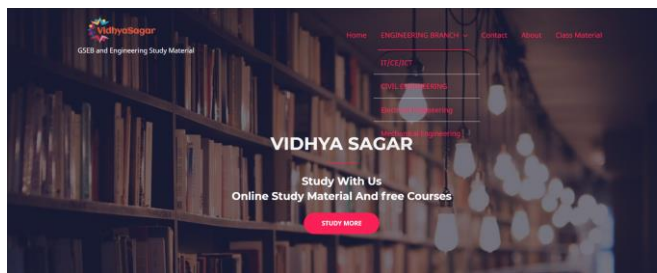 VidhyaSagar
GSEB and Engineering Study Material
Home ENGINEERING BRANCH Contact About Class Material
IT/CE/ICT
CIVIL ENGINEERING
Electrical Engineering
Mechanical Engineering
VIDHYA SAGAR
Study With Us
Online Study Material And free Courses
STUDY MORE